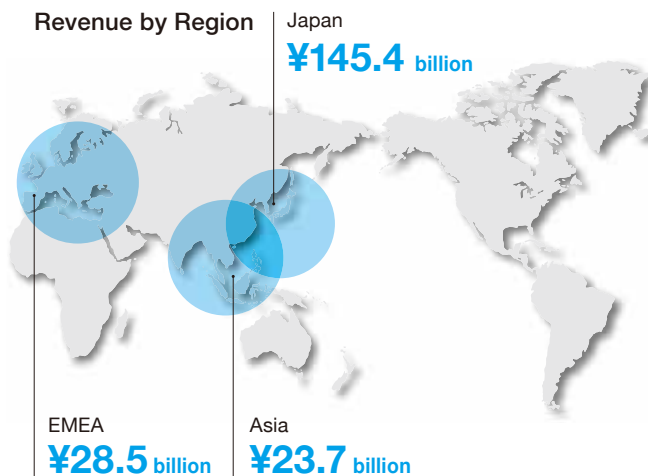 Revenue by Region
Japan
¥145.4 billion
EMEA
¥28.5 billion
Asia
¥23.7 billion